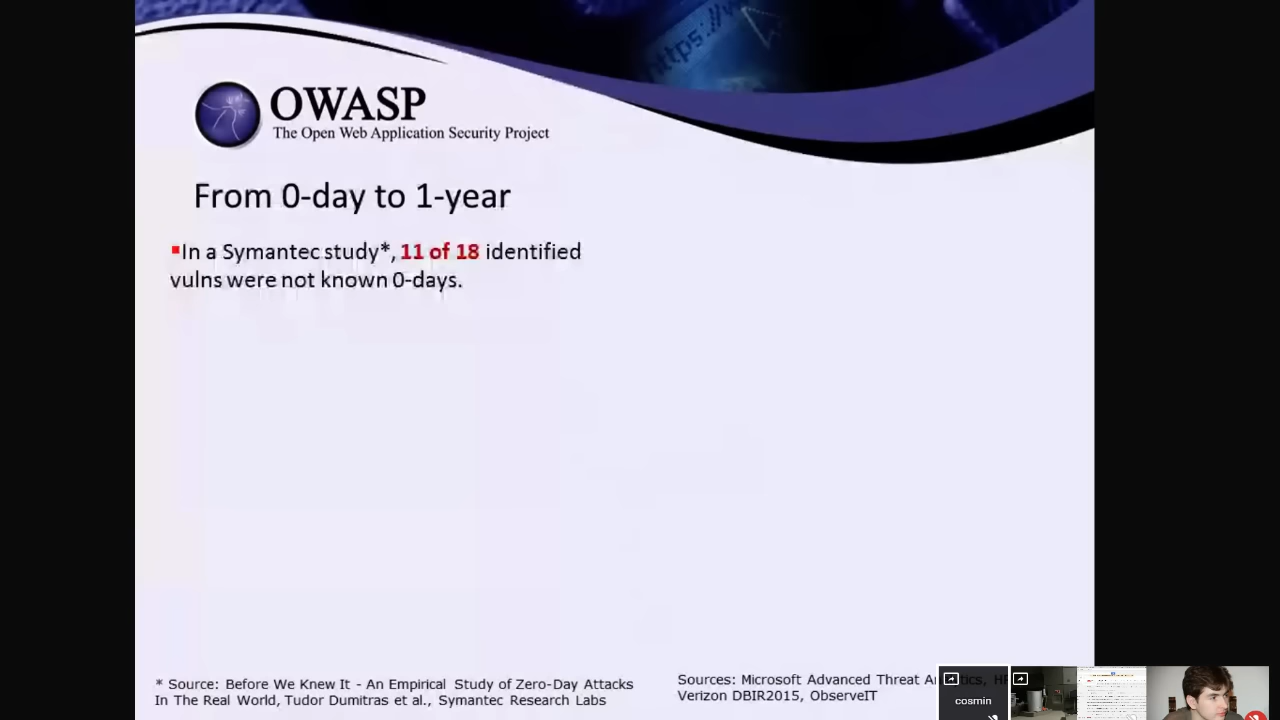 https://w
OWASP
The Open Web Application Security Project
From 0-day to 1-year
In a Symantec study*, 11 of 18 identified
vulns were not known 0-days.
* Source: Before We Knew It - An Empirical Study of Zero-Day Attacks
In The Real World, Tudor Dumitras et al. Symantec Research Labs
Sources: Microsoft Advanced Threat
Verizon DBIR2015, ObserveIT
cosmin